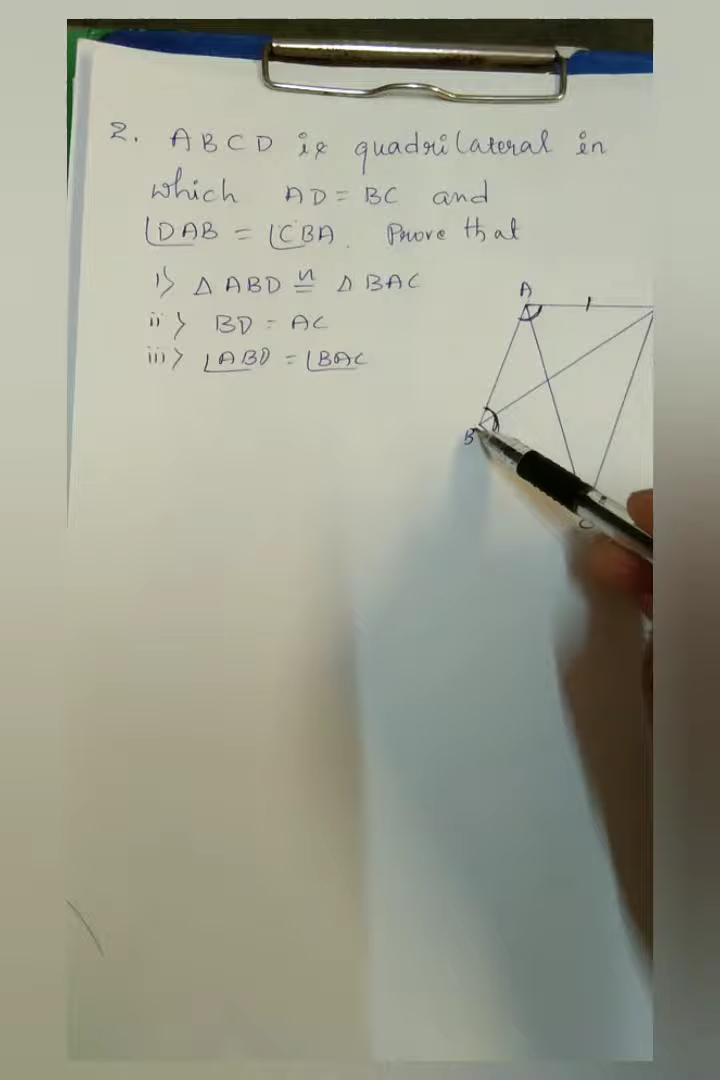 2. ABCD is quadrilateral in
which AD = BC and
∠DAB = ∠CBA. Prove that
i> △ ABD ≅ △ BAC
ii> BD = AC
iii> ∠ABD = ∠BAC
A
B
C